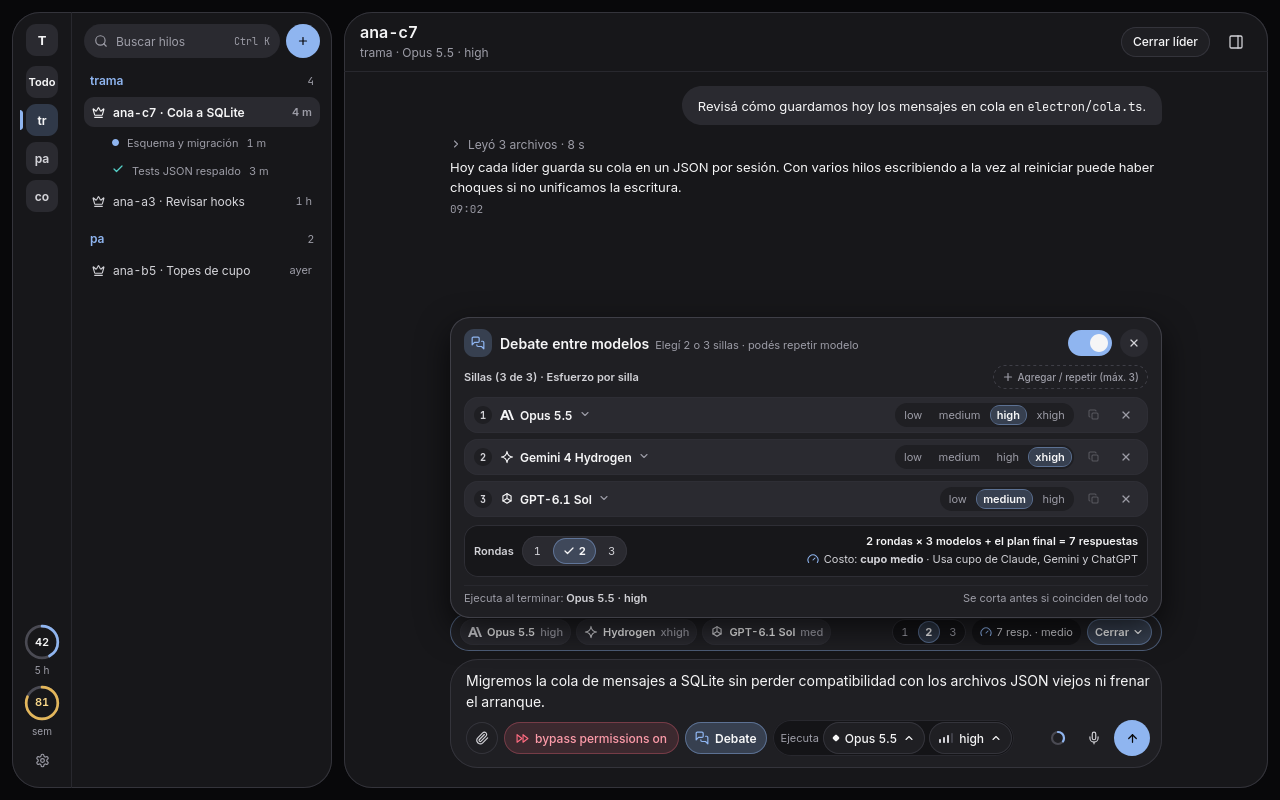 T
Todo
tr
pa
co
42
5 h
81
sem
Buscar hilos Ctrl K
trama 4
ana-c7 · Cola a SQLite 4 m
Esquema y migración 1 m
Tests JSON respaldo 3 m
ana-a3 · Revisar hooks 1 h
pa 2
ana-b5 · Topes de cupo ayer
ana-c7
trama · Opus 5.5 · high
Cerrar líder
Revisá cómo guardamos hoy los mensajes en cola en electron/cola.ts.
Leyó 3 archivos · 8 s
Hoy cada líder guarda su cola en un JSON por sesión. Con varios hilos escribiendo a la vez al reiniciar puede haber
choques si no unificamos la escritura.
09:02
Debate entre modelos Elegí 2 o 3 sillas · podés repetir modelo
Sillas (3 de 3) · Esfuerzo por silla Agregar / repetir (máx. 3)
1 Opus 5.5 low medium high xhigh
2 Gemini 4 Hydrogen low medium high xhigh
3 GPT-6.1 Sol low medium high
Rondas 1 2 3
2 rondas × 3 modelos + el plan final = 7 respuestas
Costo: cupo medio · Usa cupo de Claude, Gemini y ChatGPT
Ejecuta al terminar: Opus 5.5 · high Se corta antes si coinciden del todo
Opus 5.5 high Hydrogen xhigh GPT-6.1 Sol med 1 2 3 7 resp. · medio Cerrar
Migremos la cola de mensajes a SQLite sin perder compatibilidad con los archivos JSON viejos ni frenar
el arranque.
bypass permissions on Debate Ejecuta Opus 5.5 high